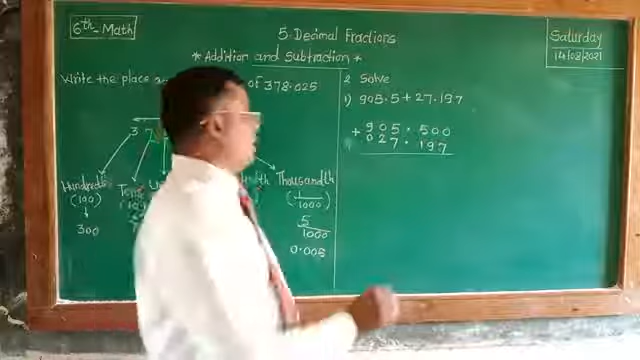 6th - Math
5. Decimal Fractions
Saturday
14/08/2021
* Addition and Subtraction *
Write the place
of 378.025
3 7
Hundreds
Thousandth
(100)
(1/1000)
300
5/1000
0.005
2 Solve
1) 905.5 + 27.197
+ 905.500
027.197